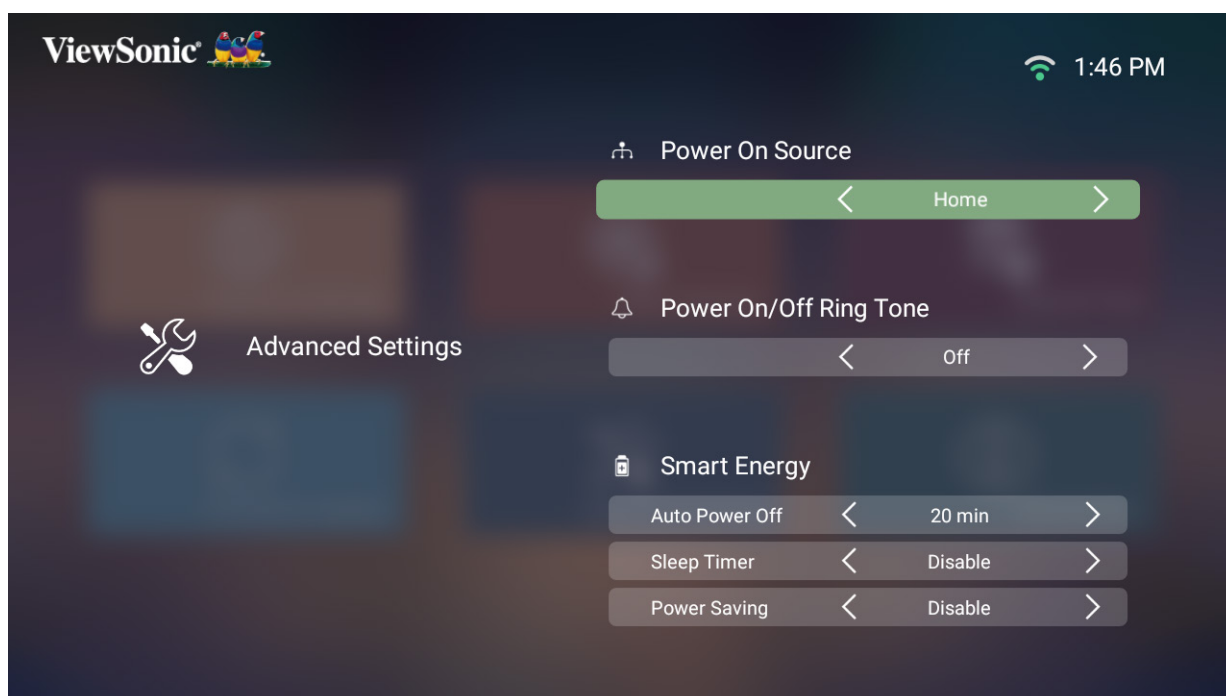 ViewSonic®
1:46 PM
Power On Source
Home
Power On/Off Ring Tone
Off
Advanced Settings
Smart Energy
Auto Power Off 20 min
Sleep Timer Disable
Power Saving Disable